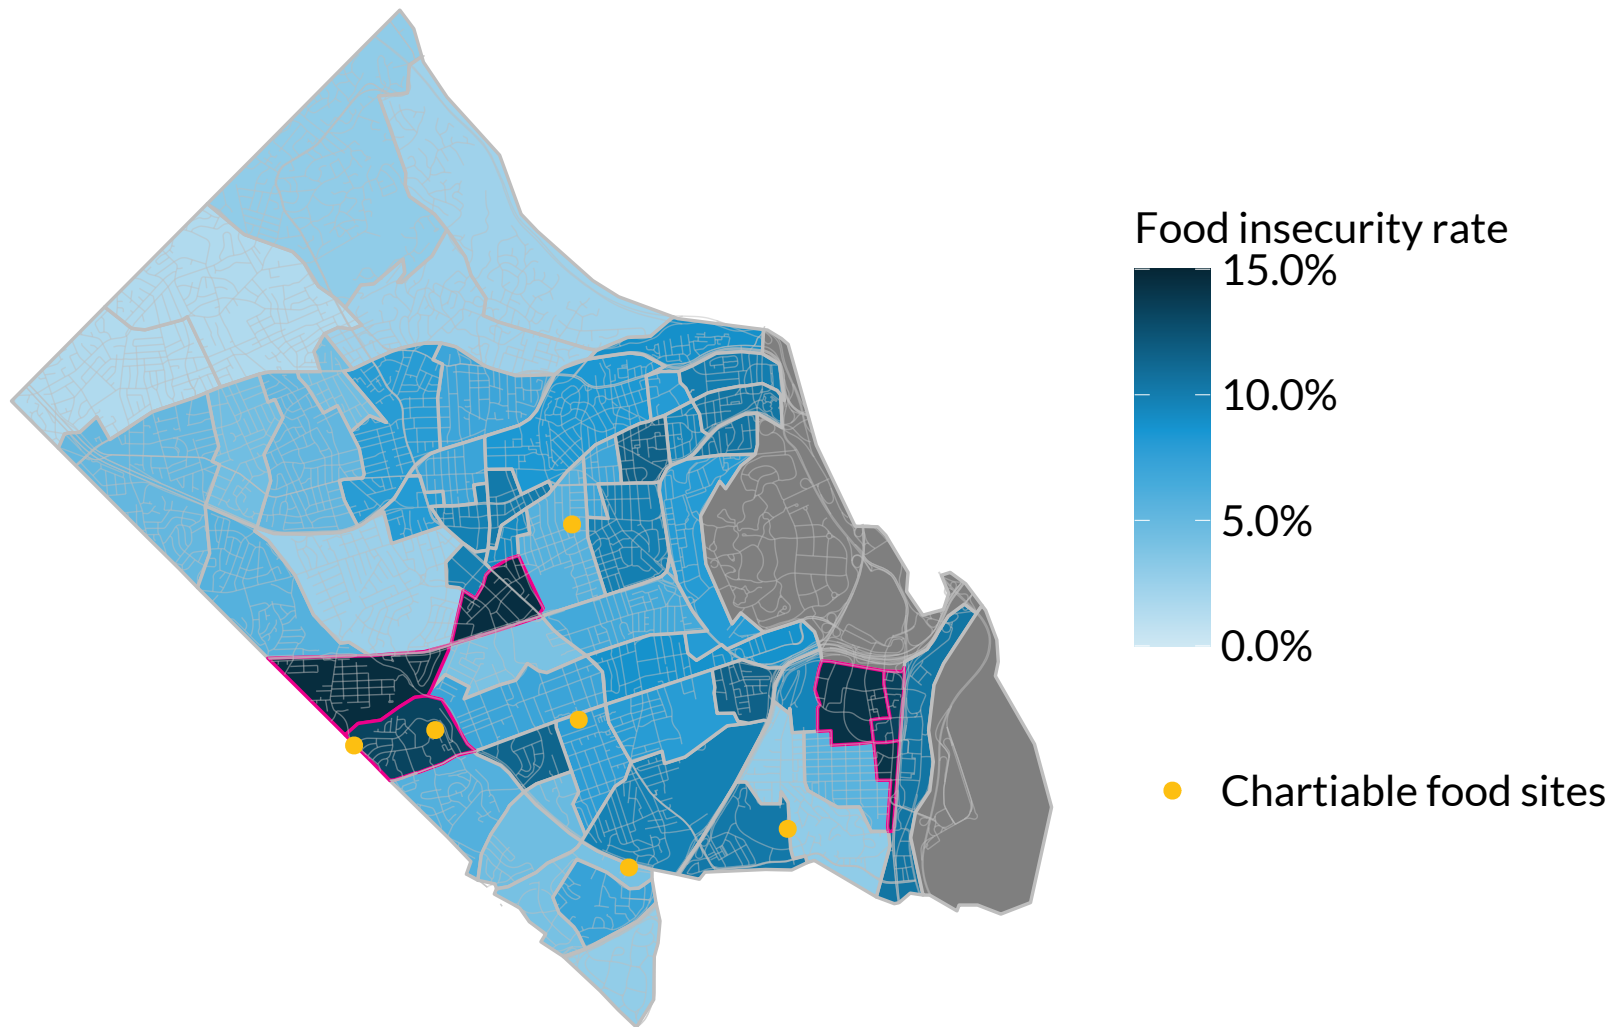 Food insecurity rate
15.0%
10.0%
5.0%
0.0%
Chartiable food sites